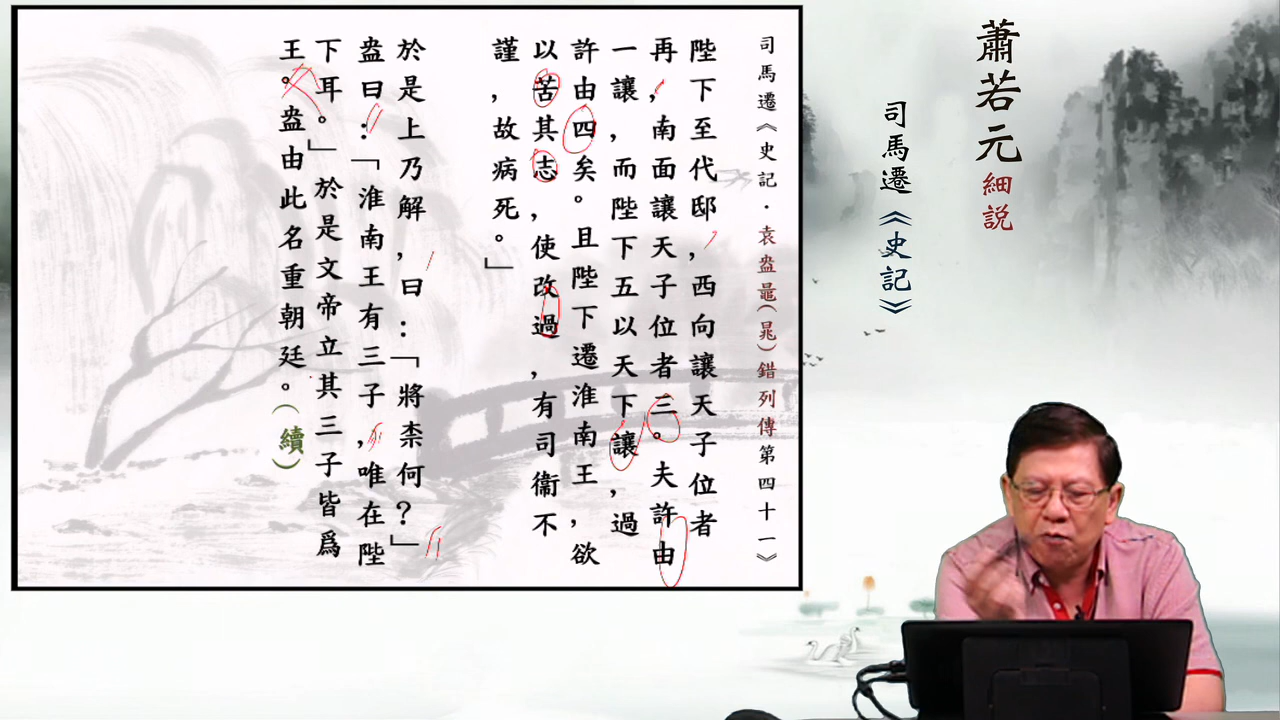 蕭若元細説
司馬遷《史記》
司馬遷《史記．袁盎鼂(晁)錯列傳第四十一》
陛下至代邸，西向讓天子位者
再，南面讓天子位者三。夫許由
一讓，而陛下五以天下讓，過
許由四矣。且陛下遷淮南王，欲
以苦其志，使改過，有司衞不
謹，故病死。」
於是上乃解，曰：「將柰何？」
盎曰：「淮南王有三子，唯在陛
下耳。」於是文帝立其三子皆爲
王。盎由此名重朝廷。(續)